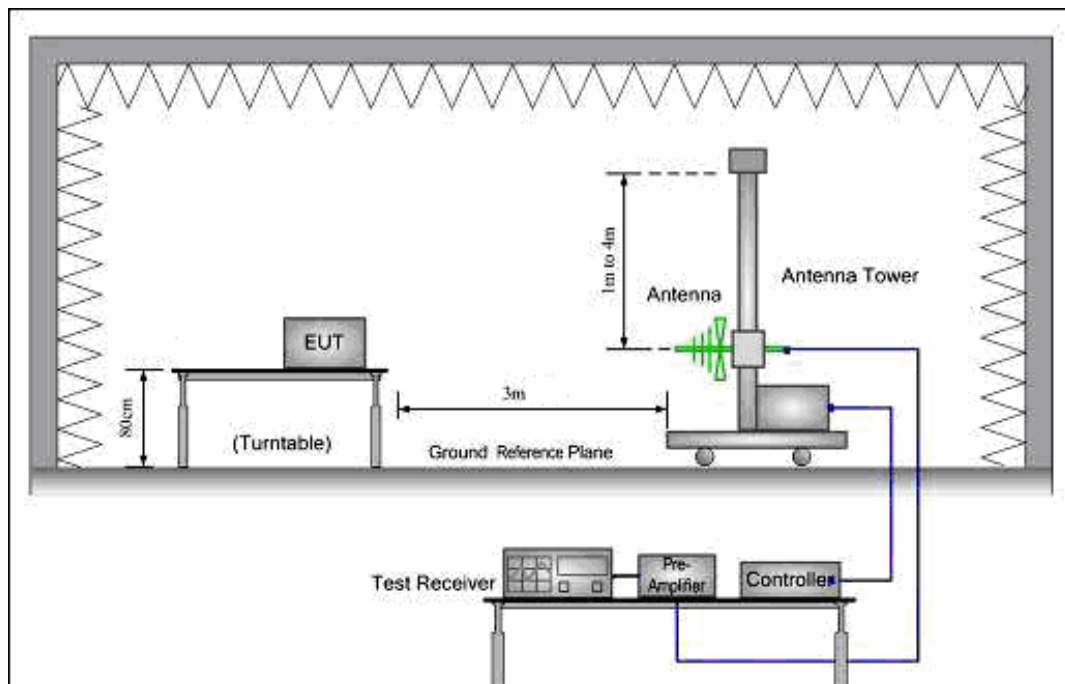 1m to 4m
Antenna Tower
Antenna
EUT
3m
80cm
(Turntable)
Ground Reference Plane
Test Receiver
Pre-
Amplifier
Controller